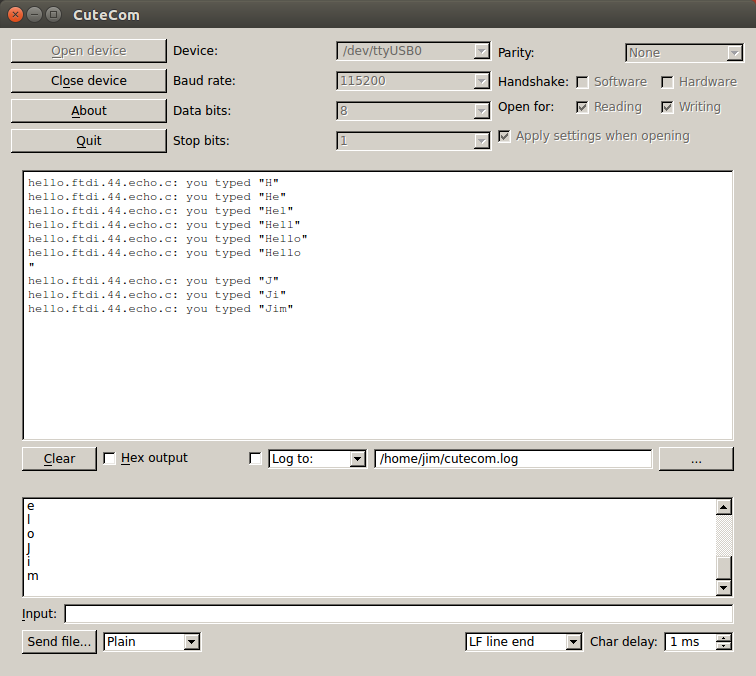 CuteCom
Open device
Device:
/dev/ttyUSB0
Parity:
None
Close device
Baud rate:
115200
Handshake:
Software
Hardware
About
Data bits:
8
Open for:
Reading
Writing
Quit
Stop bits:
1
Apply settings when opening
hello.ftdi.44.echo.c: you typed "H"
hello.ftdi.44.echo.c: you typed "He"
hello.ftdi.44.echo.c: you typed "Hel"
hello.ftdi.44.echo.c: you typed "Hell"
hello.ftdi.44.echo.c: you typed "Hello"
hello.ftdi.44.echo.c: you typed "Hello
"
hello.ftdi.44.echo.c: you typed "J"
hello.ftdi.44.echo.c: you typed "Ji"
hello.ftdi.44.echo.c: you typed "Jim"
Clear
Hex output
Log to:
/home/jim/cutecom.log
...
e
l
o
J
i
m
Input:
Send file...
Plain
LF line end
Char delay:
1 ms